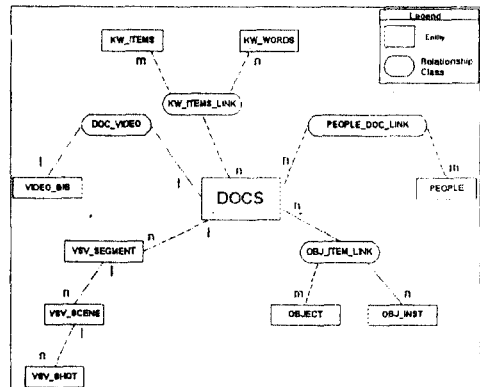 Legend
Entity
Relationship
Class
KW_ITEMS
KW_WORDS
m
n
KW_ITEMS_LINK
DOC_VIDEO
PEOPLE_DOC_LINK
l
l
n
n
m
VIDEO_BIB
DOCS
PEOPLE
n
l
n
VSV_SEGMENT
l
OBJ_ITEM_LINK
n
m
n
VSV_SCENE
OBJECT
OBJ_INST
l
n
VSV_SHOT